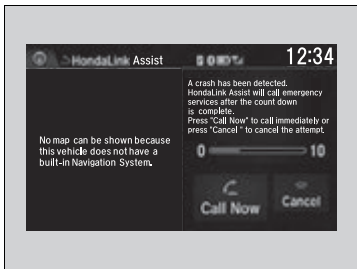 HondaLink Assist
12:34
A crash has been detected.
HondaLink Assist will call emergency
services after the count down
is complete.
Press "Call Now" to call immediately or
press "Cancel " to cancel the attempt.
No map can be shown because
this vehicle does not have a
built-in Navigation System.
0 10
Call Now
Cancel